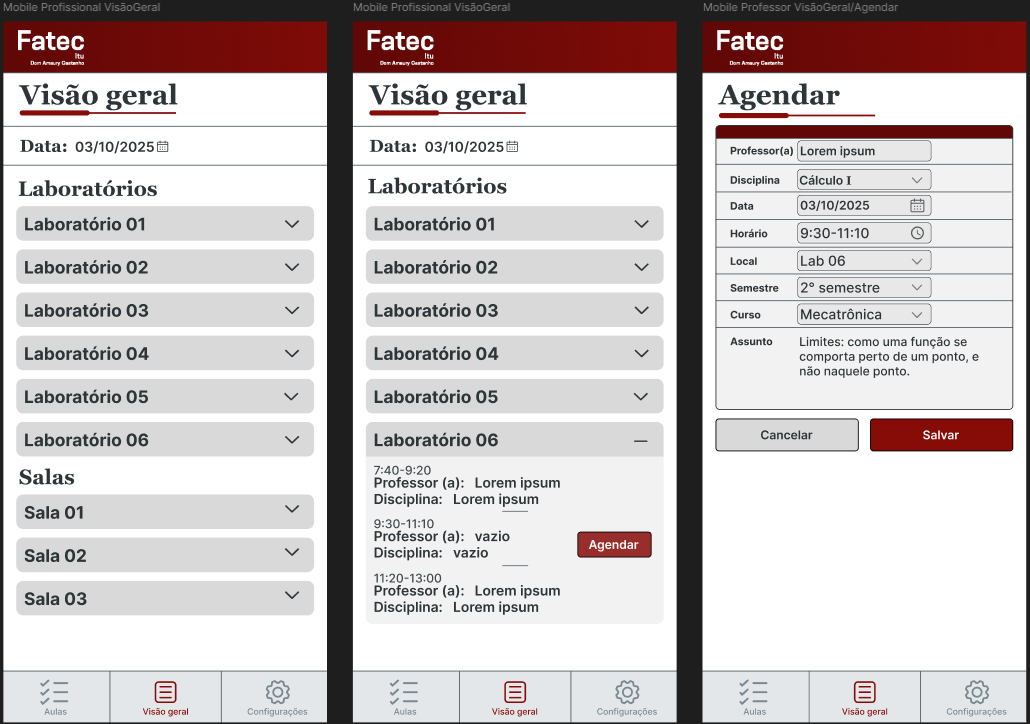 Mobile Profissional VisãoGeral
Fatec
Itu
Dom Amaury Castanho
Visão geral
Data: 03/10/2025
Laboratórios
Laboratório 01
Laboratório 02
Laboratório 03
Laboratório 04
Laboratório 05
Laboratório 06
Salas
Sala 01
Sala 02
Sala 03
Aulas
Visão geral
Configurações
Mobile Profissional VisãoGeral
Fatec
Itu
Dom Amaury Castanho
Visão geral
Data: 03/10/2025
Laboratórios
Laboratório 01
Laboratório 02
Laboratório 03
Laboratório 04
Laboratório 05
Laboratório 06
7:40-9:20
Professor (a): Lorem ipsum
Disciplina: Lorem ipsum
9:30-11:10
Professor (a): vazio
Disciplina: vazio
Agendar
11:20-13:00
Professor (a): Lorem ipsum
Disciplina: Lorem ipsum
Aulas
Visão geral
Configurações
Mobile Professor VisãoGeral/Agendar
Fatec
Itu
Dom Amaury Castanho
Agendar
Professor(a) Lorem ipsum
Disciplina Cálculo I
Data 03/10/2025
Horário 9:30-11:10
Local Lab 06
Semestre 2° semestre
Curso Mecatrônica
Assunto Limites: como uma função se
comporta perto de um ponto, e
não naquele ponto.
Cancelar
Salvar
Aulas
Visão geral
Configurações